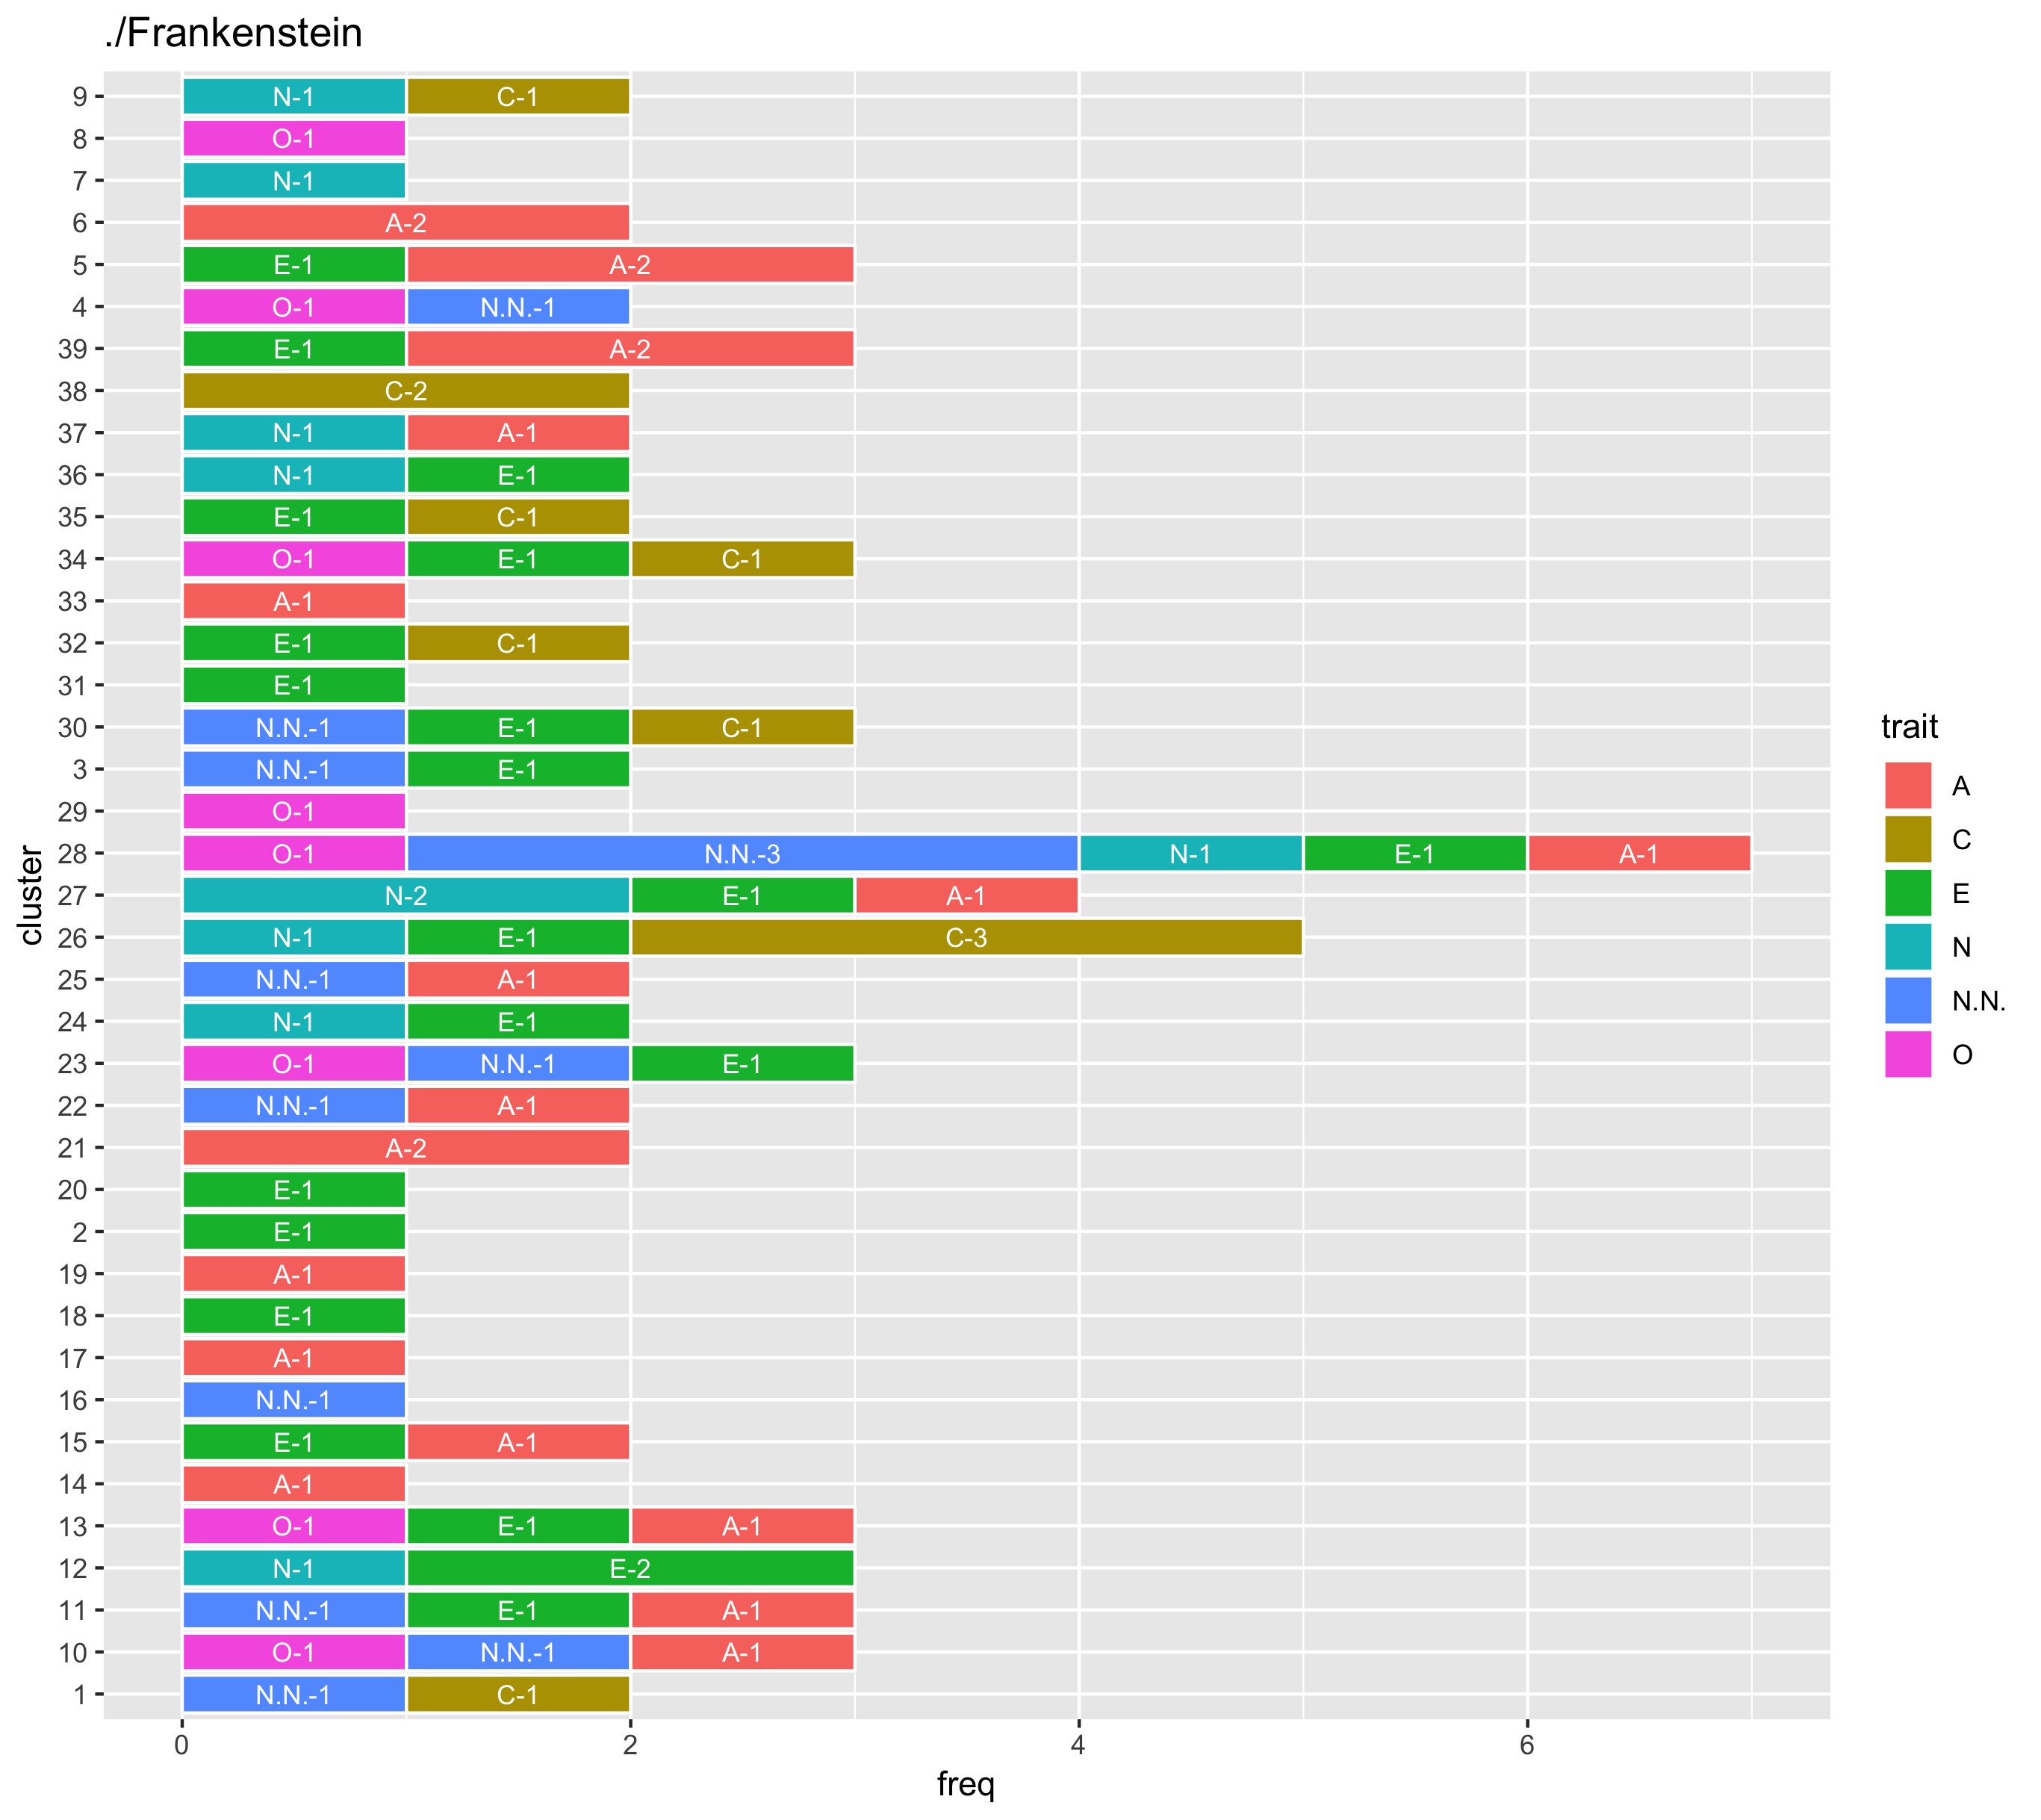 ./Frankenstein
9 N-1 C-1
8 O-1
7 N-1
6 A-2
5 E-1 A-2
4 O-1 N.N.-1
39 E-1 A-2
38 C-2
37 N-1 A-1
36 N-1 E-1
35 E-1 C-1
34 O-1 E-1 C-1
33 A-1
32 E-1 C-1
31 E-1
30 N.N.-1 E-1 C-1
3 N.N.-1 E-1
29 O-1
28 O-1 N.N.-3 N-1 E-1 A-1
27 N-2 E-1 A-1
26 N-1 E-1 C-3
25 N.N.-1 A-1
24 N-1 E-1
23 O-1 N.N.-1 E-1
22 N.N.-1 A-1
21 A-2
20 E-1
2 E-1
19 A-1
18 E-1
17 A-1
16 N.N.-1
15 E-1 A-1
14 A-1
13 O-1 E-1 A-1
12 N-1 E-2
11 N.N.-1 E-1 A-1
10 O-1 N.N.-1 A-1
1 N.N.-1 C-1
0 2 4 6
freq
cluster
trait
A
C
E
N
N.N.
O